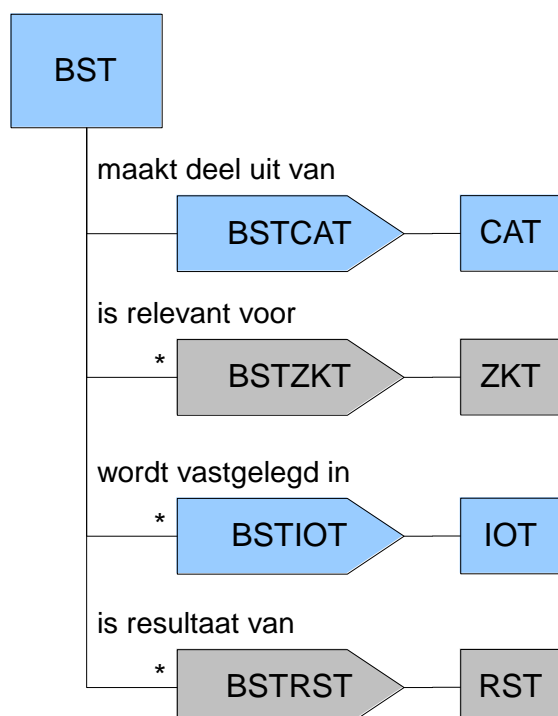 BST
maakt deel uit van
BSTCAT CAT
is relevant voor
* BSTZKT ZKT
wordt vastgelegd in
* BSTIOT IOT
is resultaat van
* BSTRST RST